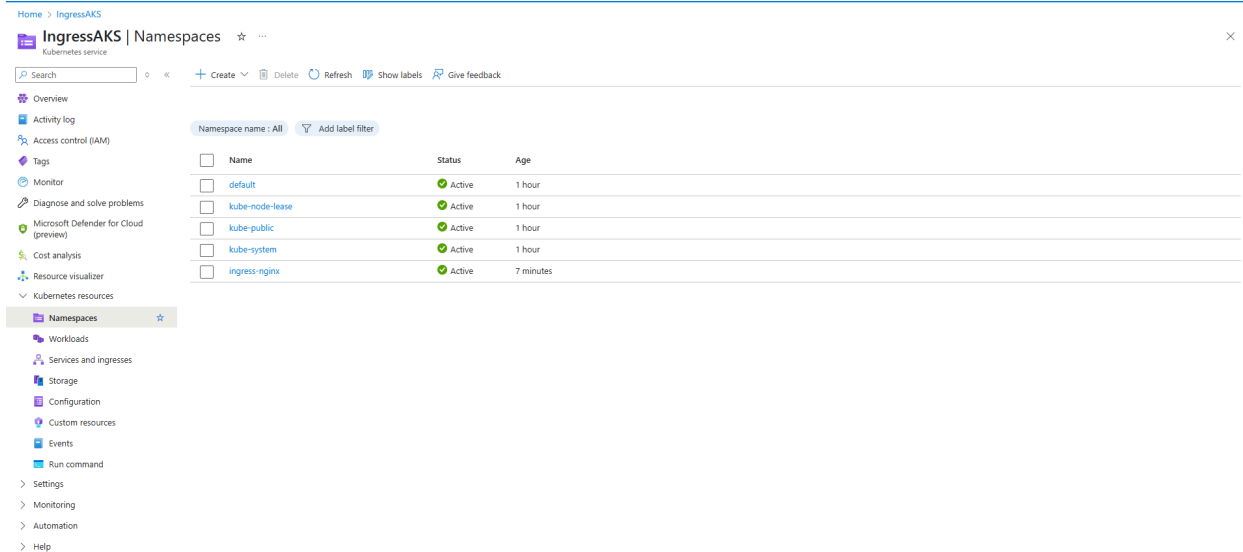 Home > IngressAKS
IngressAKS | Namespaces
Kubernetes service
Search
Overview
Activity log
Access control (IAM)
Tags
Monitor
Diagnose and solve problems
Microsoft Defender for Cloud
(preview)
Cost analysis
Resource visualizer
Kubernetes resources
Namespaces
Workloads
Services and ingresses
Storage
Configuration
Custom resources
Events
Run command
Settings
Monitoring
Automation
Help
Create Delete Refresh Show labels Give feedback
Namespace name : All Add label filter
Name Status Age
default Active 1 hour
kube-node-lease Active 1 hour
kube-public Active 1 hour
kube-system Active 1 hour
ingress-nginx Active 7 minutes